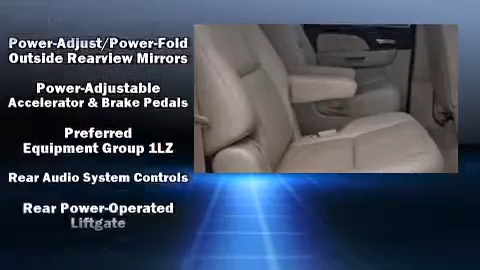 Power-Adjust/Power-Fold
Outside Rearview Mirrors
Power-Adjustable
Accelerator & Brake Pedals
Preferred
Equipment Group 1LZ
Rear Audio System Controls
Rear Power-Operated
Liftgate